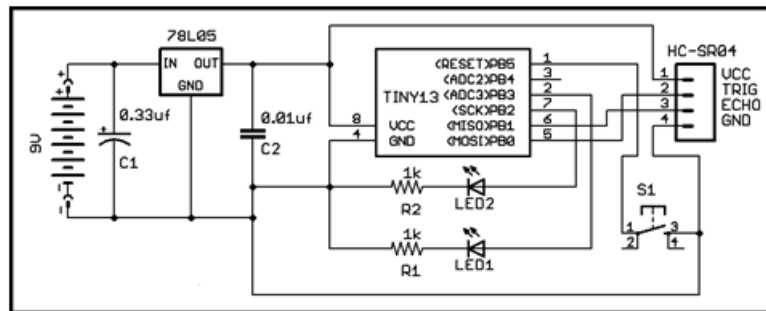 78L05
IN OUT
GND
9V
+
+
-
-
0.33uf
+
C1
0.01uf
C2
TINY13
8 VCC
4 GND
(RESET)PB5 1
(ADC2)PB4 3
(ADC3)PB3 2
(SCK)PB2 7
(MISO)PB1 6
(MOSI)PB0 5
HC-SR04
1 VCC
2 TRIG
3 ECHO
4 GND
1k
R2
LED2
1k
R1
LED1
S1
1 3
2 4